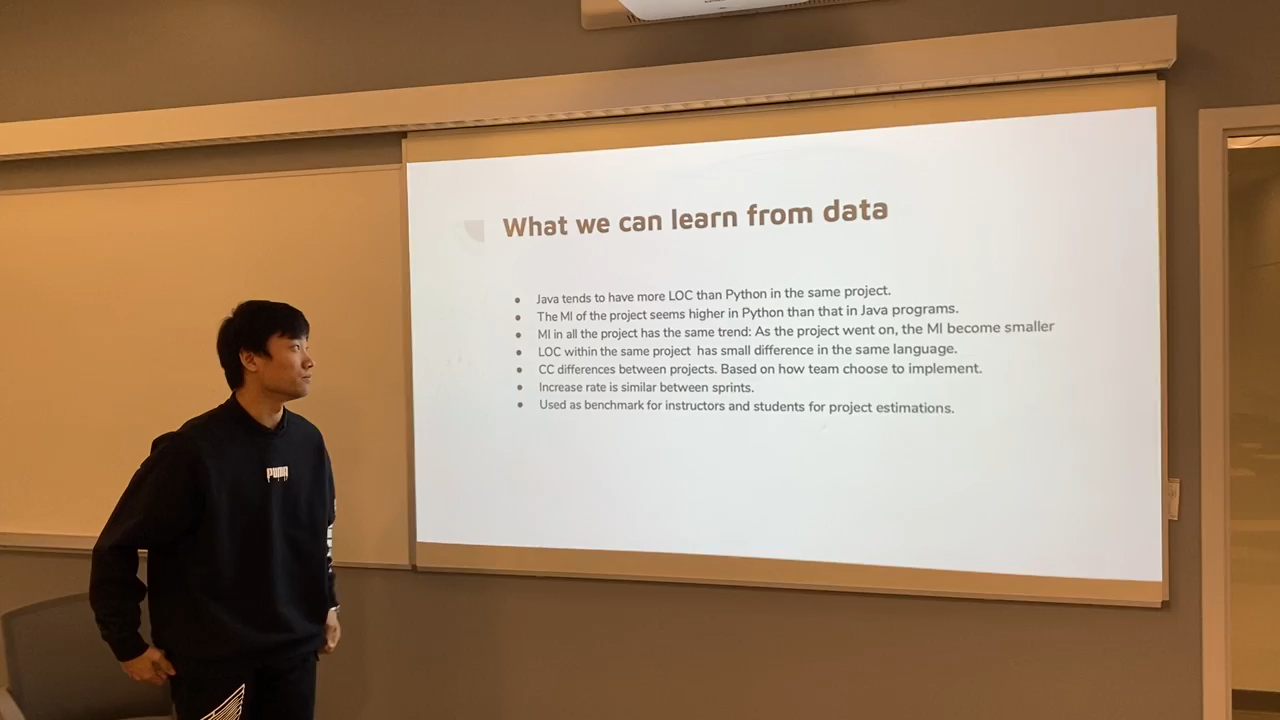 What we can learn from data
• Java tends to have more LOC than Python in the same project.
• The MI of the project seems higher in Python than that in Java programs.
• MI in all the project has the same trend: As the project went on, the MI become smaller
• LOC within the same project has small difference in the same language.
• CC differences between projects. Based on how team choose to implement.
• Increase rate is similar between sprints.
• Used as benchmark for instructors and students for project estimations.
PUMA